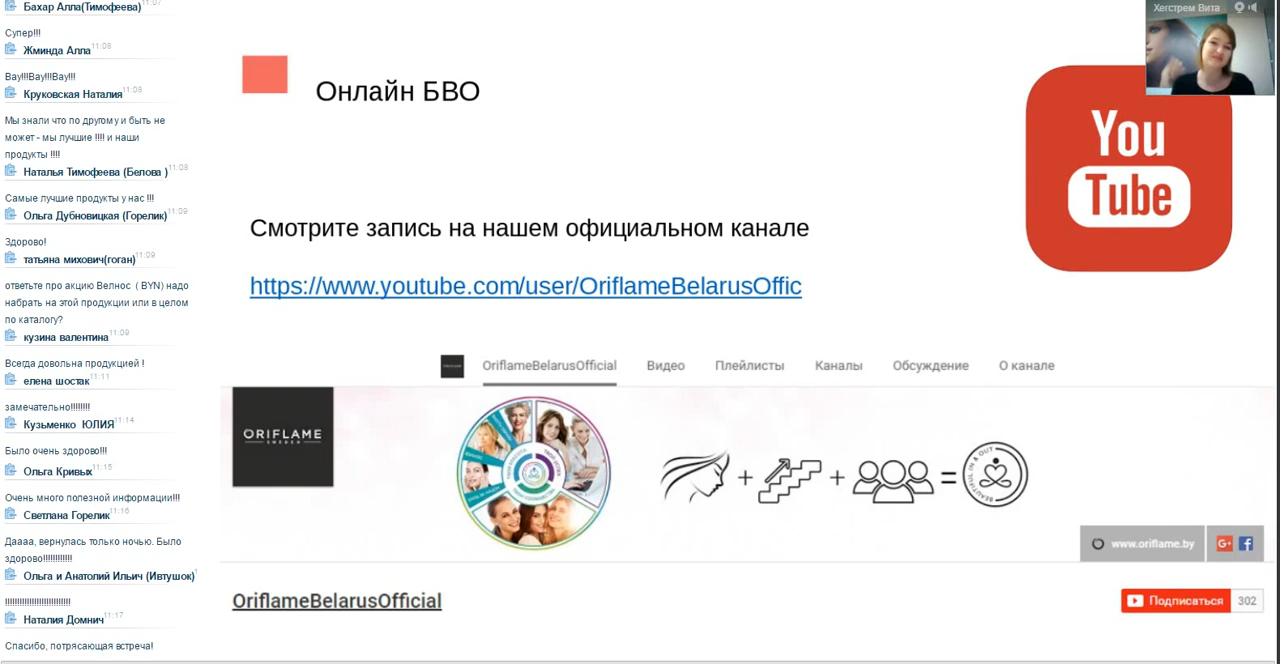 Бахар Алла(Тимофеева) 11:07
Супер!!!
Жминда Алла 11:08
Вау!!!Вау!!!Вау!!!
Круковская Наталия 11:08
Мы знали что по другому и быть не
может - мы лучшие !!!! и наши
продукты !!!!
Наталья Тимофеева (Белова ) 11:08
Самые лучшие продукты у нас !!!
Ольга Дубновицкая (Горелик) 11:09
Здорово!
татьяна михович(гоган) 11:09
ответьте про акцию Велнос ( BYN) надо
набрать на этой продукции или в целом
по каталогу?
кузина валентина 11:09
Всегда довольна продукцией !
елена шостак 11:11
замечательно!!!!!!!!
Кузьменко ЮЛИЯ 11:14
Было очень здорово!!!
Ольга Кривых 11:15
Очень много полезной информации!!!
Светлана Горелик 11:16
Даааа, вернулась только ночью. Было
здорово!!!!!!!!!!!!
Ольга и Анатолий Ильич (Ивтушок) 1
!!!!!!!!!!!!!!!!!!!!!!!!!!!
Наталия Домнич 11:17
Спасибо, потрясающая встреча!
Хегстрем Вита
Онлайн БВО
You
Tube
Смотрите запись на нашем официальном канале
https://www.youtube.com/user/OriflameBelarusOffic
OriflameBelarusOfficial Видео Плейлисты Каналы Обсуждение О канале
ORIFLAME
SWEDEN
+ + =
BEAUTIFUL IN & OUT
www.oriflame.by
G+ f
OriflameBelarusOfficial
Подписаться 302